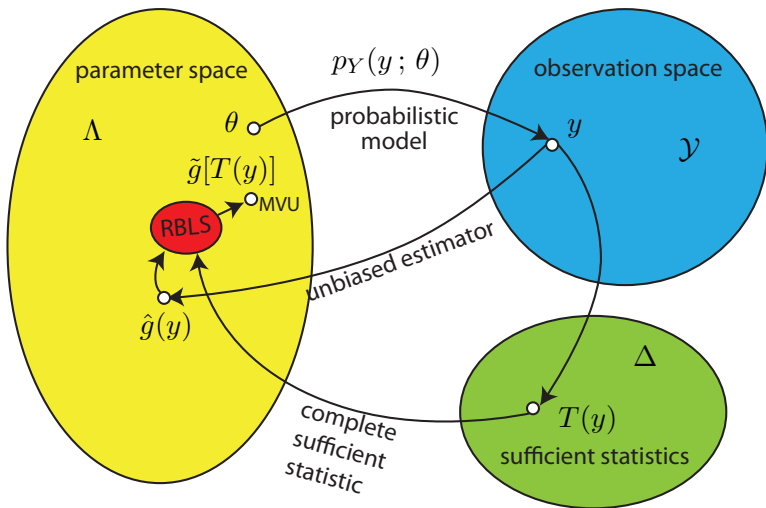 parameter space
Λ
θ
g̃[T(y)]
MVU
RBLS
ĝ(y)
p_Y(y ; θ)
probabilistic
model
observation space
y
𝒴
unbiased estimator
complete
sufficient
statistic
Δ
T(y)
sufficient statistics